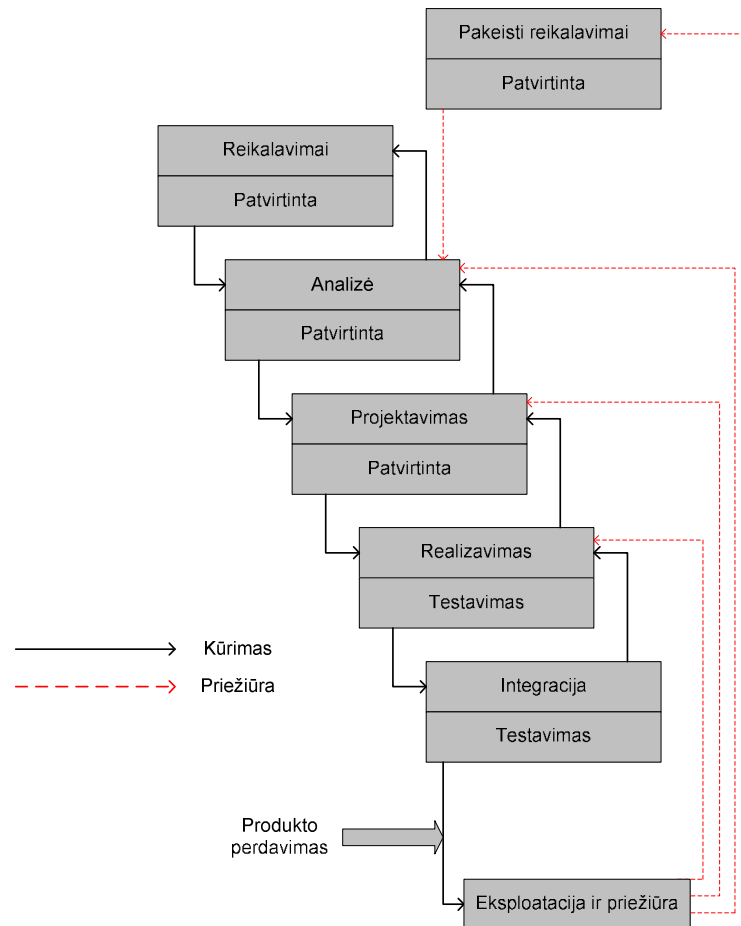 Pakeisti reikalavimai
Patvirtinta
Reikalavimai
Patvirtinta
Analizė
Patvirtinta
Projektavimas
Patvirtinta
Realizavimas
Testavimas
Kūrimas
Priežiūra
Integracija
Testavimas
Produkto
perdavimas
Eksploatacija ir priežiūra